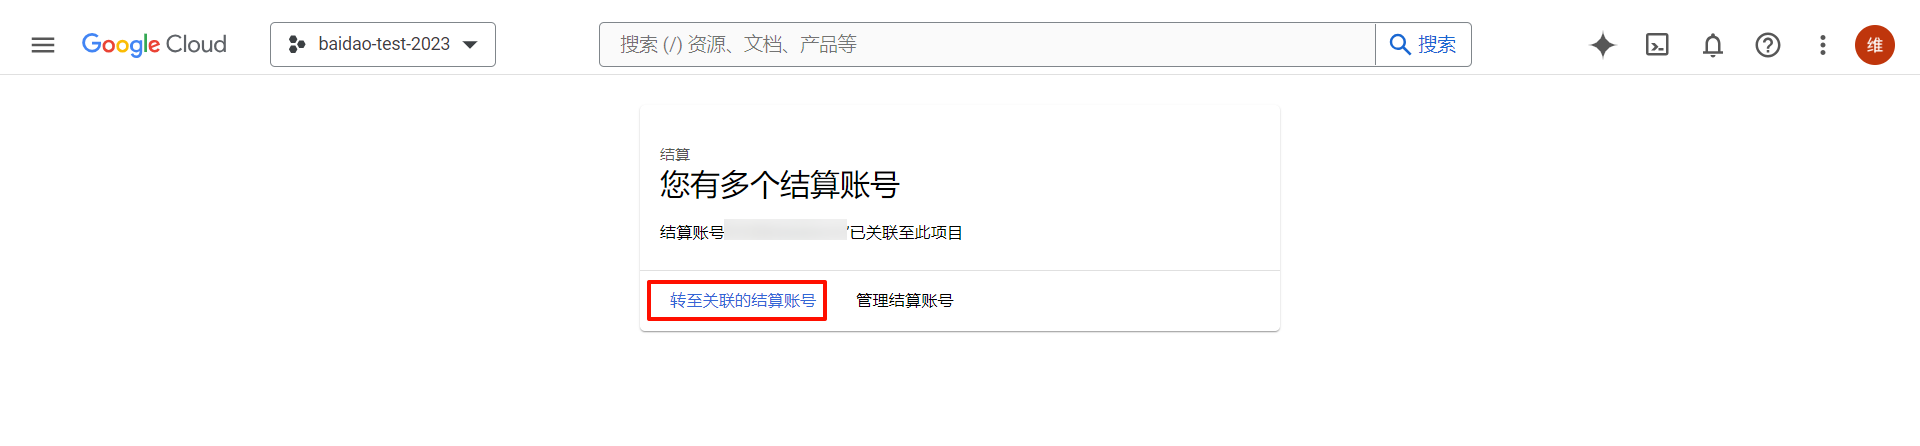 Google Cloud
baidao-test-2023
搜索 (/) 资源、文档、产品等
搜索
维
结算
您有多个结算账号
结算账号
已关联至此项目
转至关联的结算账号
管理结算账号